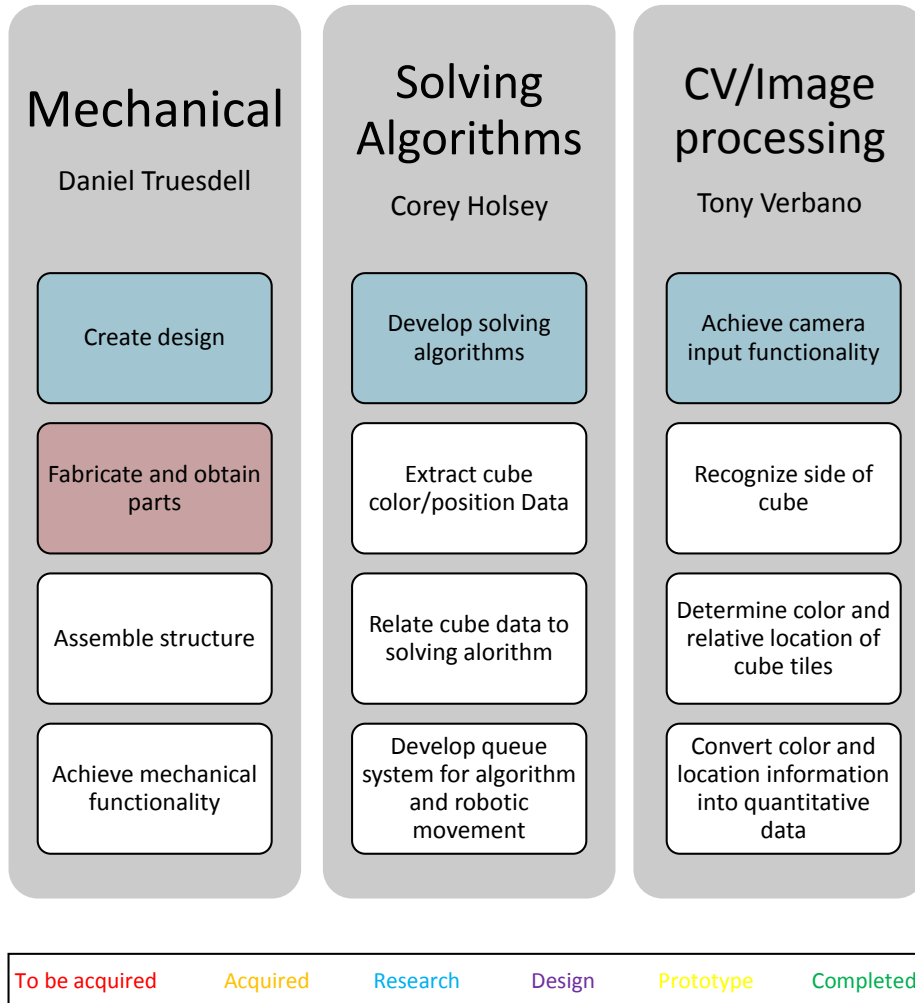 Mechanical
Daniel Truesdell
Create design
Fabricate and obtain
parts
Assemble structure
Achieve mechanical
functionality
Solving
Algorithms
Corey Holsey
Develop solving
algorithms
Extract cube
color/position Data
Relate cube data to
solving alorithm
Develop queue
system for algorithm
and robotic
movement
CV/Image
processing
Tony Verbano
Achieve camera
input functionality
Recognize side of
cube
Determine color and
relative location of
cube tiles
Convert color and
location information
into quantitative
data
To be acquired Acquired Research Design Prototype Completed